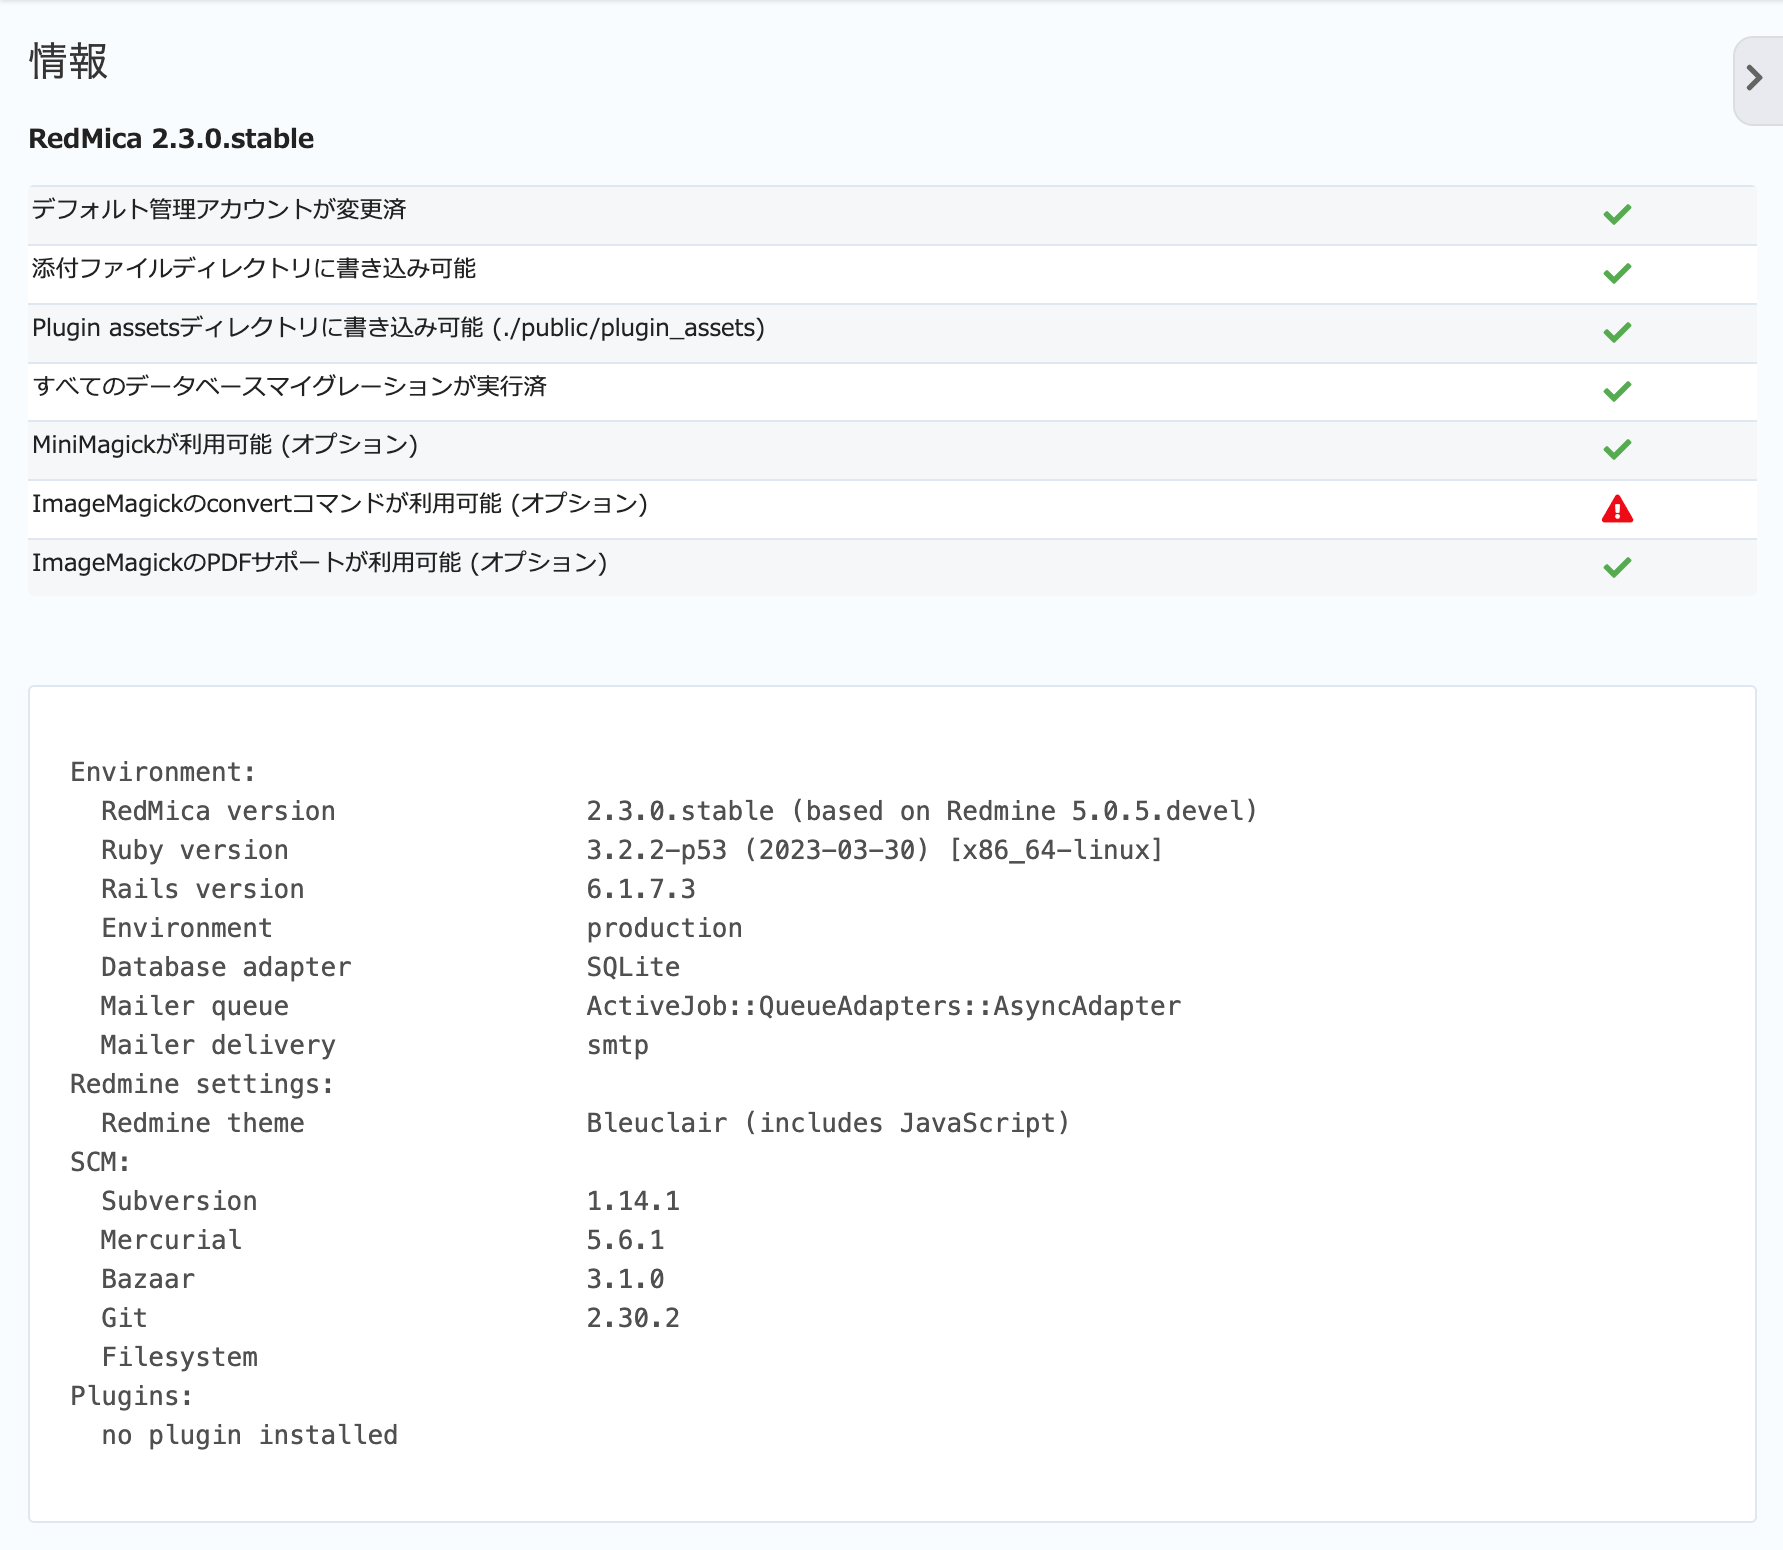 情報
RedMica 2.3.0.stable
デフォルト管理アカウントが変更済
添付ファイルディレクトリに書き込み可能
Plugin assetsディレクトリに書き込み可能 (./public/plugin_assets)
すべてのデータベースマイグレーションが実行済
MiniMagickが利用可能 (オプション)
ImageMagickのconvertコマンドが利用可能 (オプション)
ImageMagickのPDFサポートが利用可能 (オプション)
Environment:
  RedMica version                2.3.0.stable (based on Redmine 5.0.5.devel)
  Ruby version                   3.2.2-p53 (2023-03-30) [x86_64-linux]
  Rails version                  6.1.7.3
  Environment                    production
  Database adapter               SQLite
  Mailer queue                   ActiveJob::QueueAdapters::AsyncAdapter
  Mailer delivery                smtp
Redmine settings:
  Redmine theme                  Bleuclair (includes JavaScript)
SCM:
  Subversion                     1.14.1
  Mercurial                      5.6.1
  Bazaar                         3.1.0
  Git                            2.30.2
  Filesystem
Plugins:
  no plugin installed